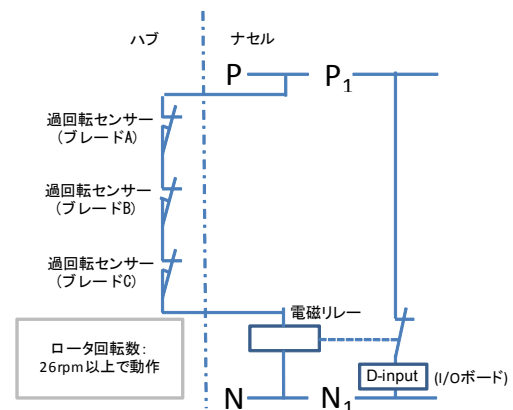 ハブ
ナセル
P
P1
過回転センサー
(ブレードA)
過回転センサー
(ブレードB)
過回転センサー
(ブレードC)
電磁リレー
ロータ回転数:
26rpm以上で動作
D-input
(I/Oボード)
N
N1